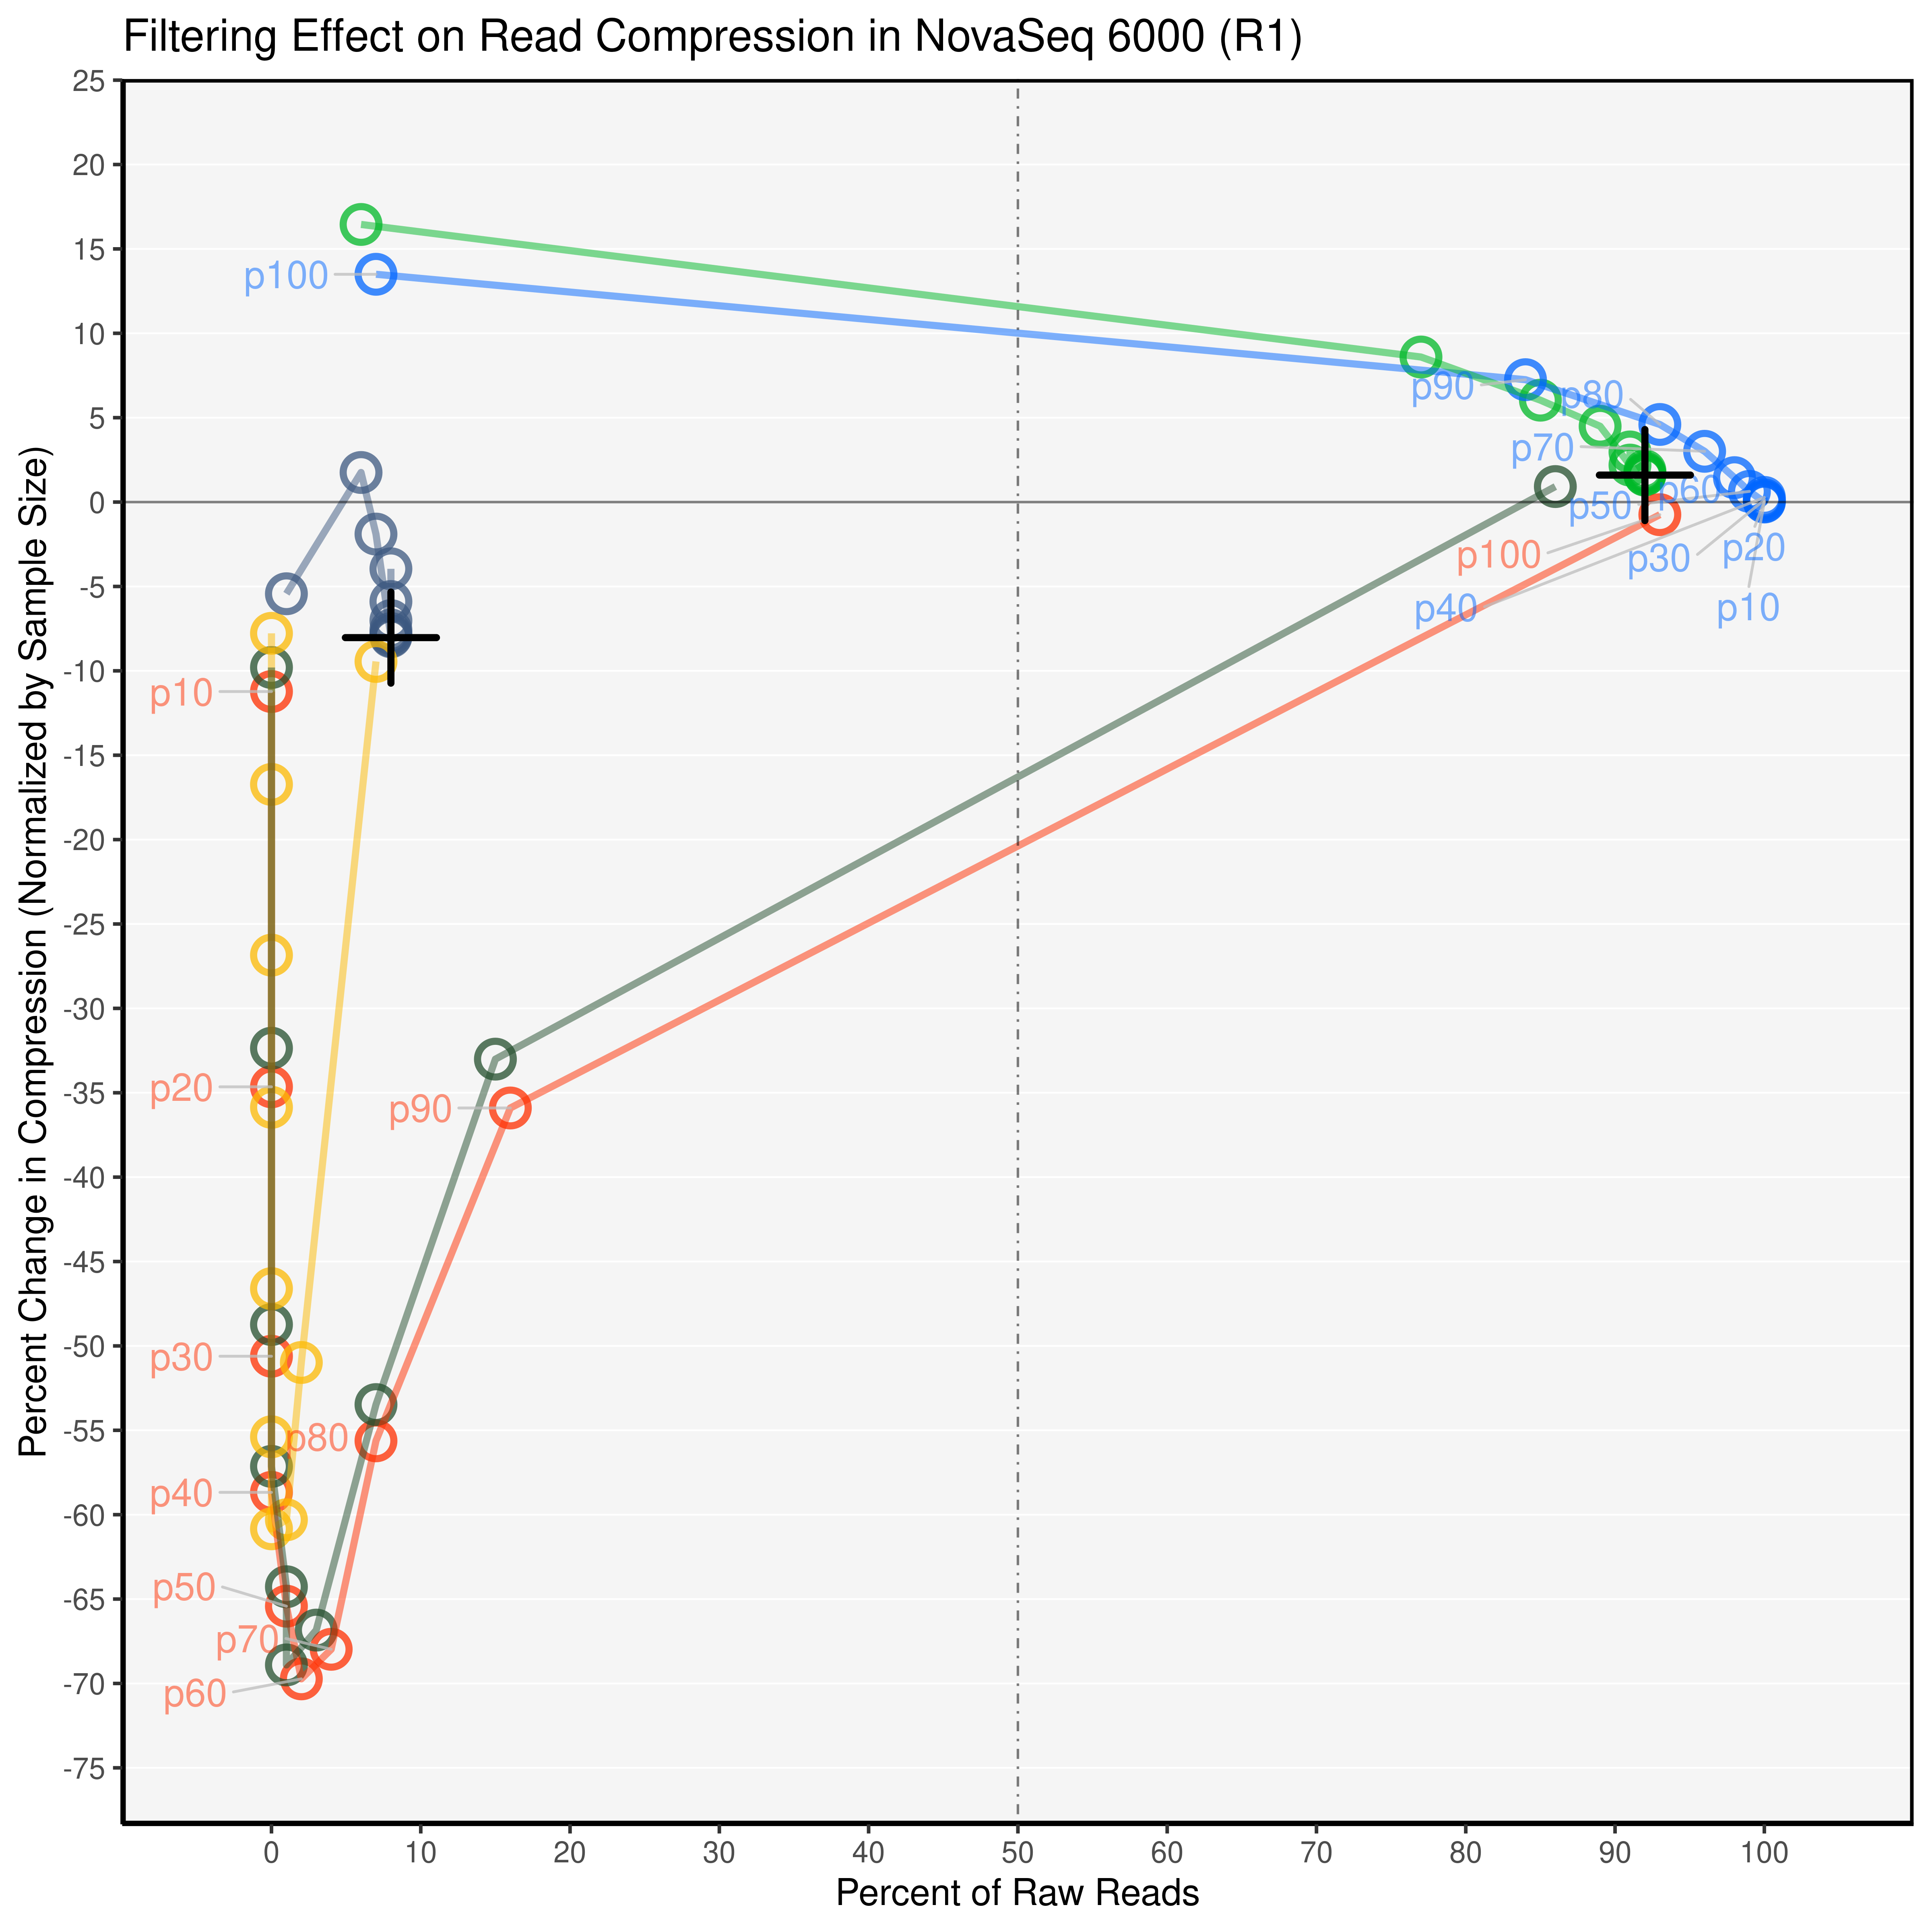 Filtering Effect on Read Compression in NovaSeq 6000 (R1)
Percent Change in Compression (Normalized by Sample Size)
25
20
15
10
5
0
-5
-10
-15
-20
-25
-30
-35
-40
-45
-50
-55
-60
-65
-70
-75
p100
p90
p80
p70
p60
p50
p100
p30
p20
p40
p10
p10
p20
p90
p30
p80
p40
p50
p70
p60
0
10
20
30
40
50
60
70
80
90
100
Percent of Raw Reads